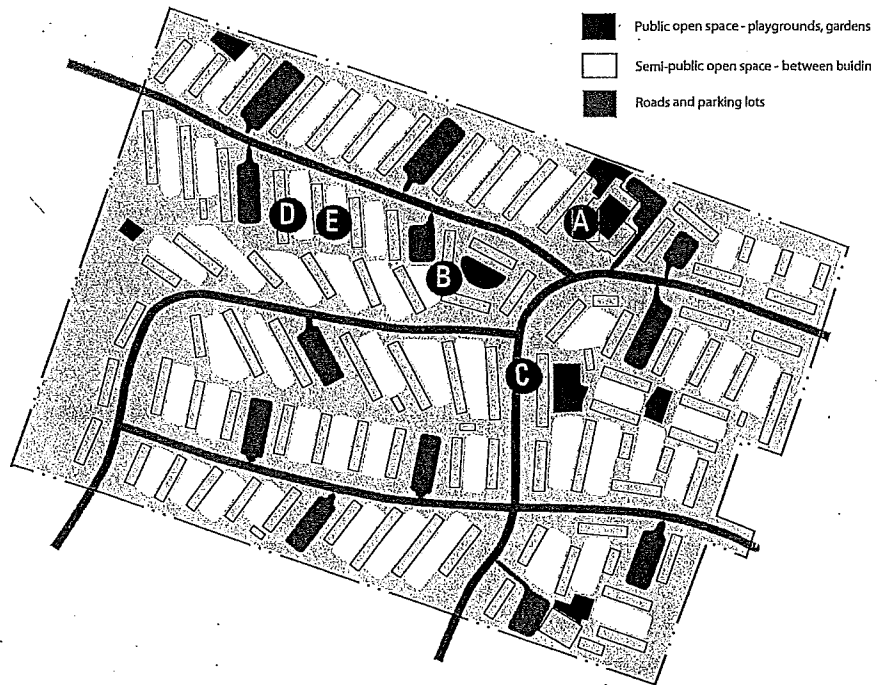 Public open space - playgrounds, gardens
Semi-public open space - between buidin
Roads and parking lots
A
D
E
B
C